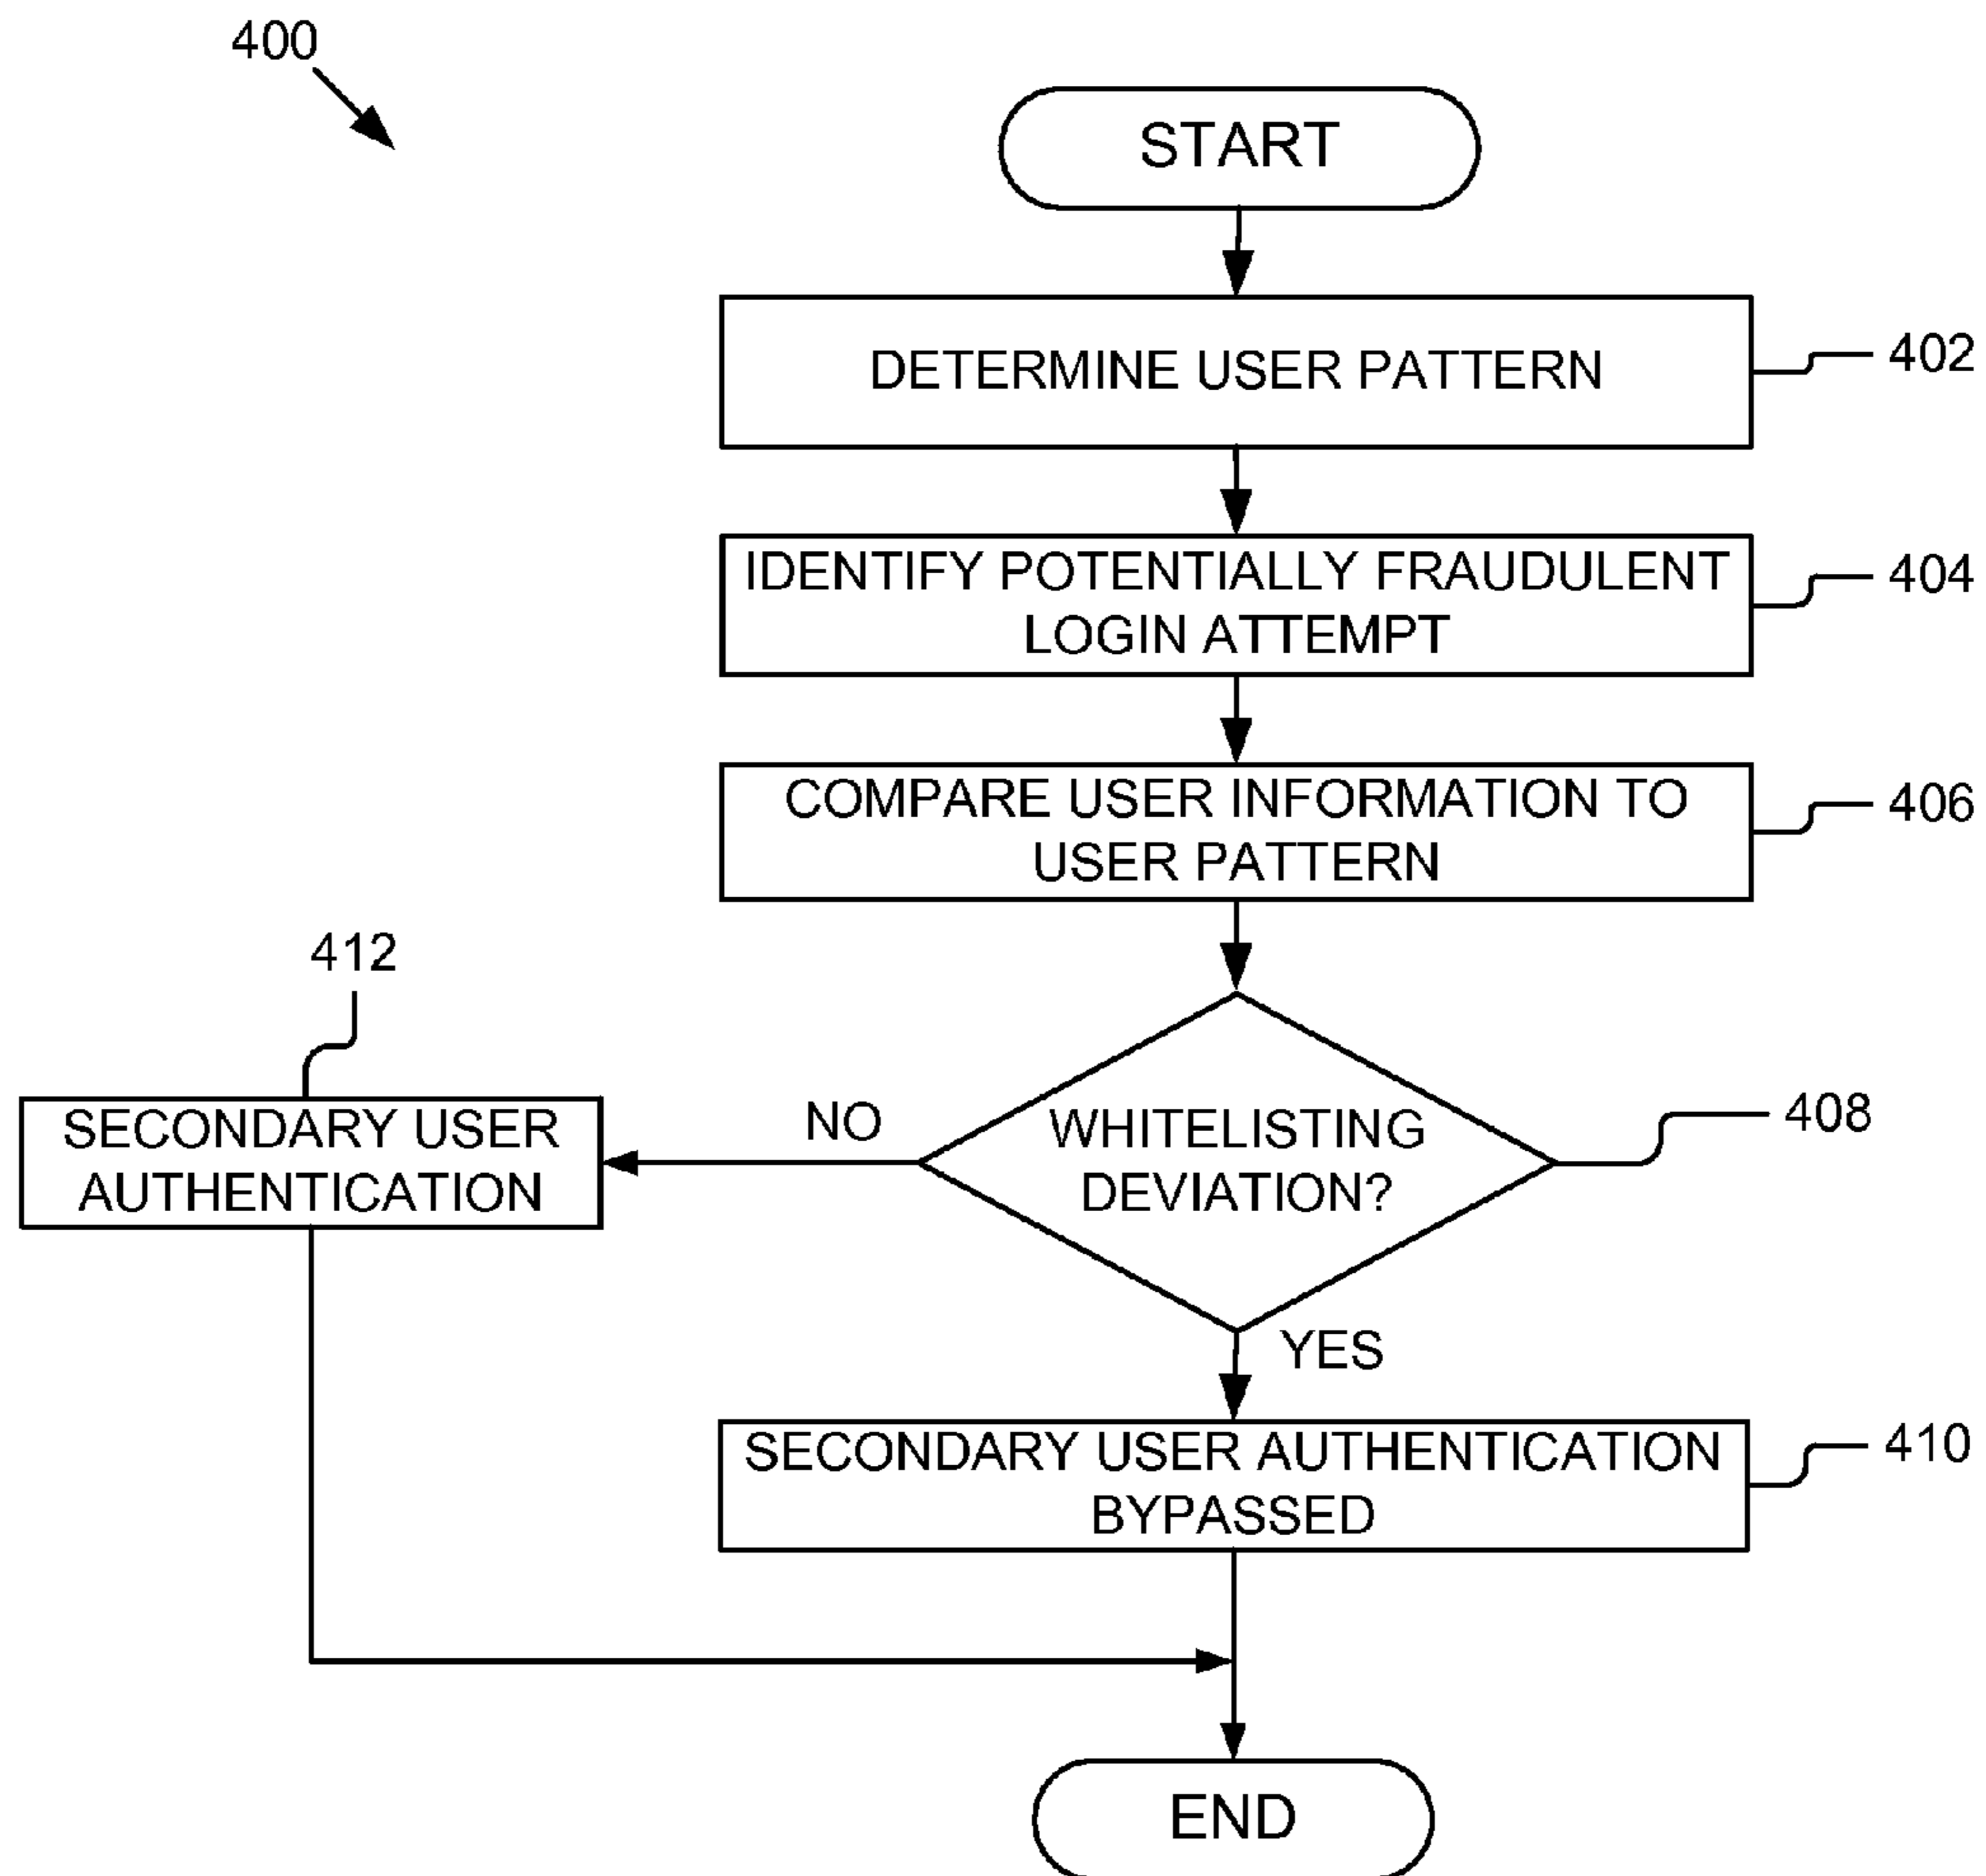 400
START
DETERMINE USER PATTERN
402
IDENTIFY POTENTIALLY FRAUDULENT
LOGIN ATTEMPT
404
COMPARE USER INFORMATION TO
USER PATTERN
406
WHITELISTING
DEVIATION?
408
NO
412
SECONDARY USER
AUTHENTICATION
YES
SECONDARY USER AUTHENTICATION
BYPASSED
410
END